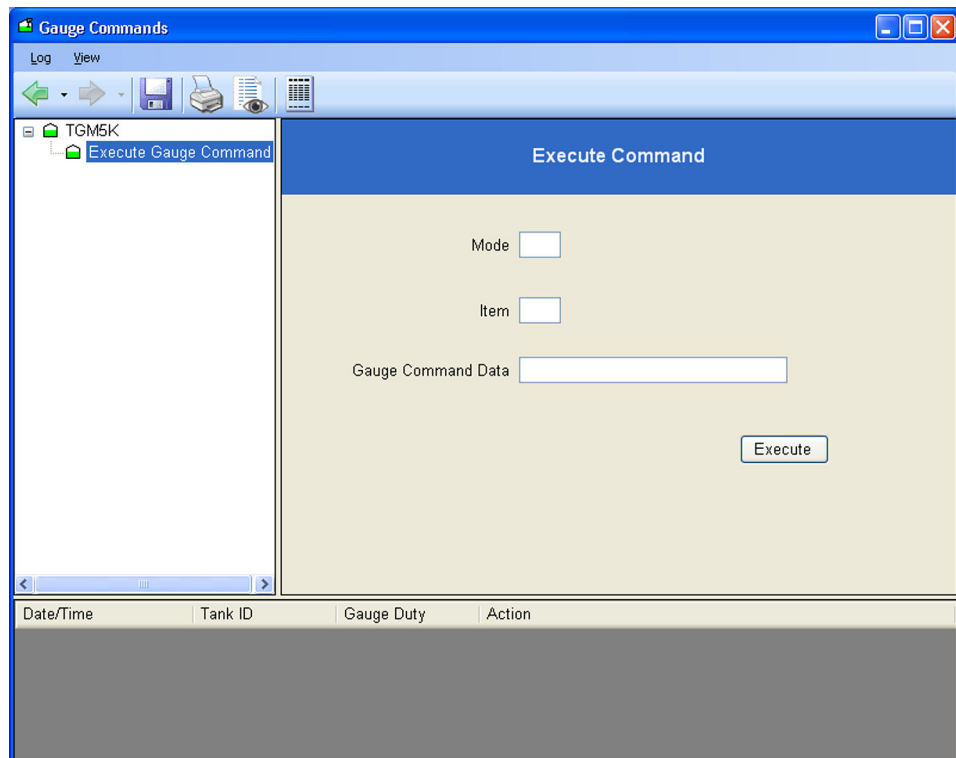 Gauge Commands
Log View
TGM5K
Execute Gauge Command
Execute Command
Mode
Item
Gauge Command Data
Execute
Date/Time Tank ID Gauge Duty Action